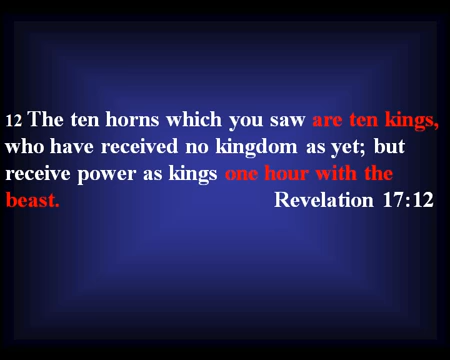 12 The ten horns which you saw are ten kings,
who have received no kingdom as yet; but
receive power as kings one hour with the
beast. Revelation 17:12